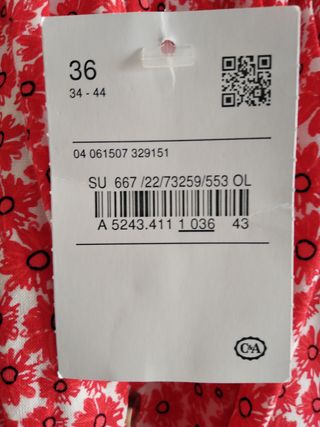 36
34 - 44
04 061507 329151
SU 667 /22/73259/553 OL
A 5243.411 1 036 43
C&A